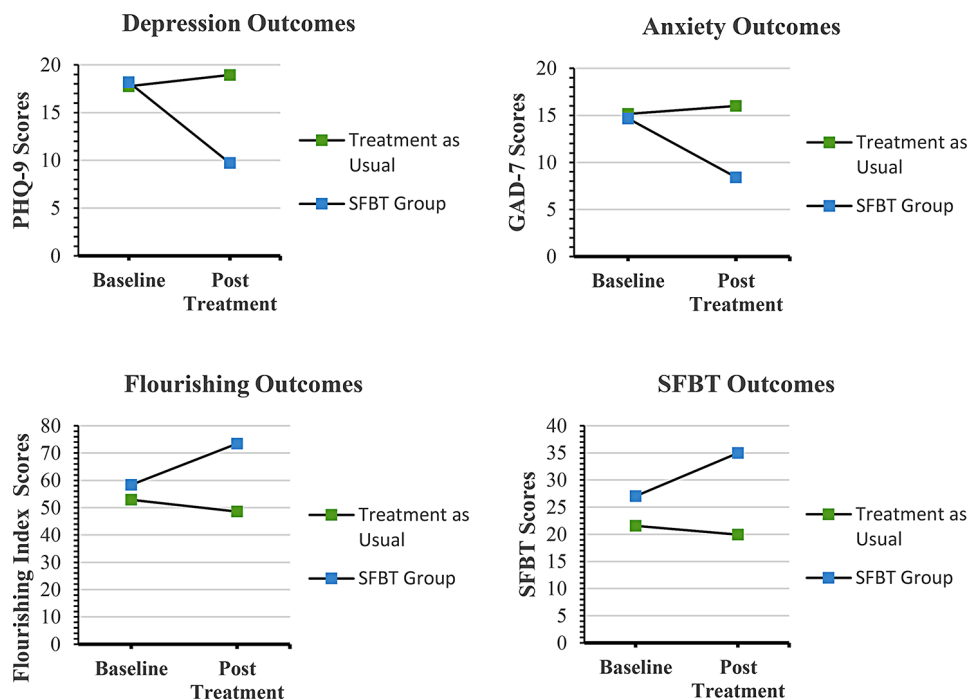 Depression Outcomes
PHQ-9 Scores
20
15
10
5
0
Baseline
Post
Treatment
Treatment as
Usual
SFBT Group
Anxiety Outcomes
GAD-7 Scores
20
15
10
5
0
Baseline
Post
Treatment
Treatment as
Usual
SFBT Group
Flourishing Outcomes
Flourishing Index Scores
80
70
60
50
40
30
20
10
0
Baseline
Post
Treatment
Treatment as
Usual
SFBT Group
SFBT Outcomes
SFBT Scores
40
35
30
25
20
15
10
5
0
Baseline
Post
Treatment
Treatment as
Usual
SFBT Group